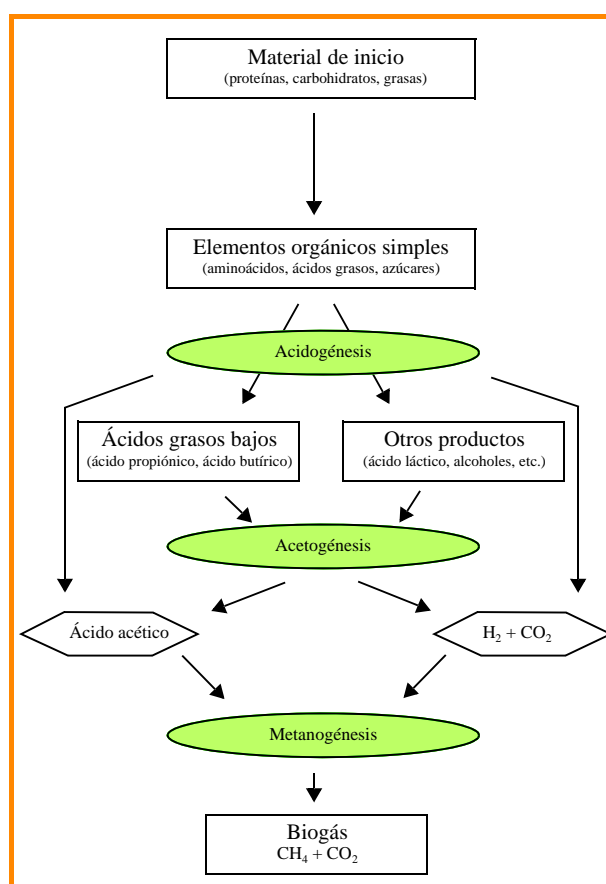 Material de inicio
(proteínas, carbohidratos, grasas)
Elementos orgánicos simples
(aminoácidos, ácidos grasos, azúcares)
Acidogénesis
Ácidos grasos bajos
(ácido propiónico, ácido butírico)
Otros productos
(ácido láctico, alcoholes, etc.)
Acetogénesis
Ácido acético
H₂ + CO₂
Metanogénesis
Biogás
CH₄ + CO₂